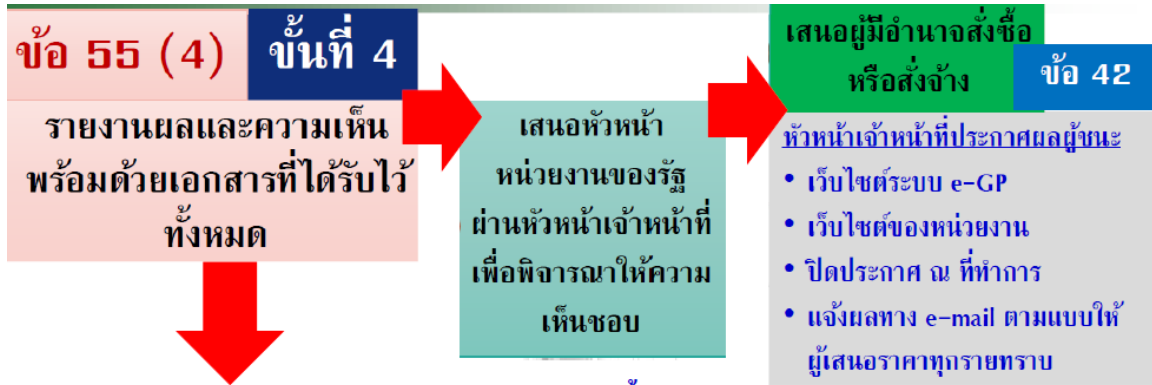 ข้อ 55 (4)
ขั้นที่ 4
รายงานผลและความเห็น
พร้อมด้วยเอกสารที่ได้รับไว้
ทั้งหมด
เสนอหัวหน้า
หน่วยงานของรัฐ
ผ่านหัวหน้าเจ้าหน้าที่
เพื่อพิจารณาให้ความ
เห็นชอบ
เสนอผู้มีอำนาจสั่งซื้อ
หรือสั่งจ้าง
ข้อ 42
หัวหน้าเจ้าหน้าที่ประกาศผลผู้ชนะ
• เว็บไซต์ระบบ e-GP
• เว็บไซต์ของหน่วยงาน
• ปิดประกาศ ณ ที่ทำการ
• แจ้งผลทาง e-mail ตามแบบให้
ผู้เสนอราคาทุกรายทราบ